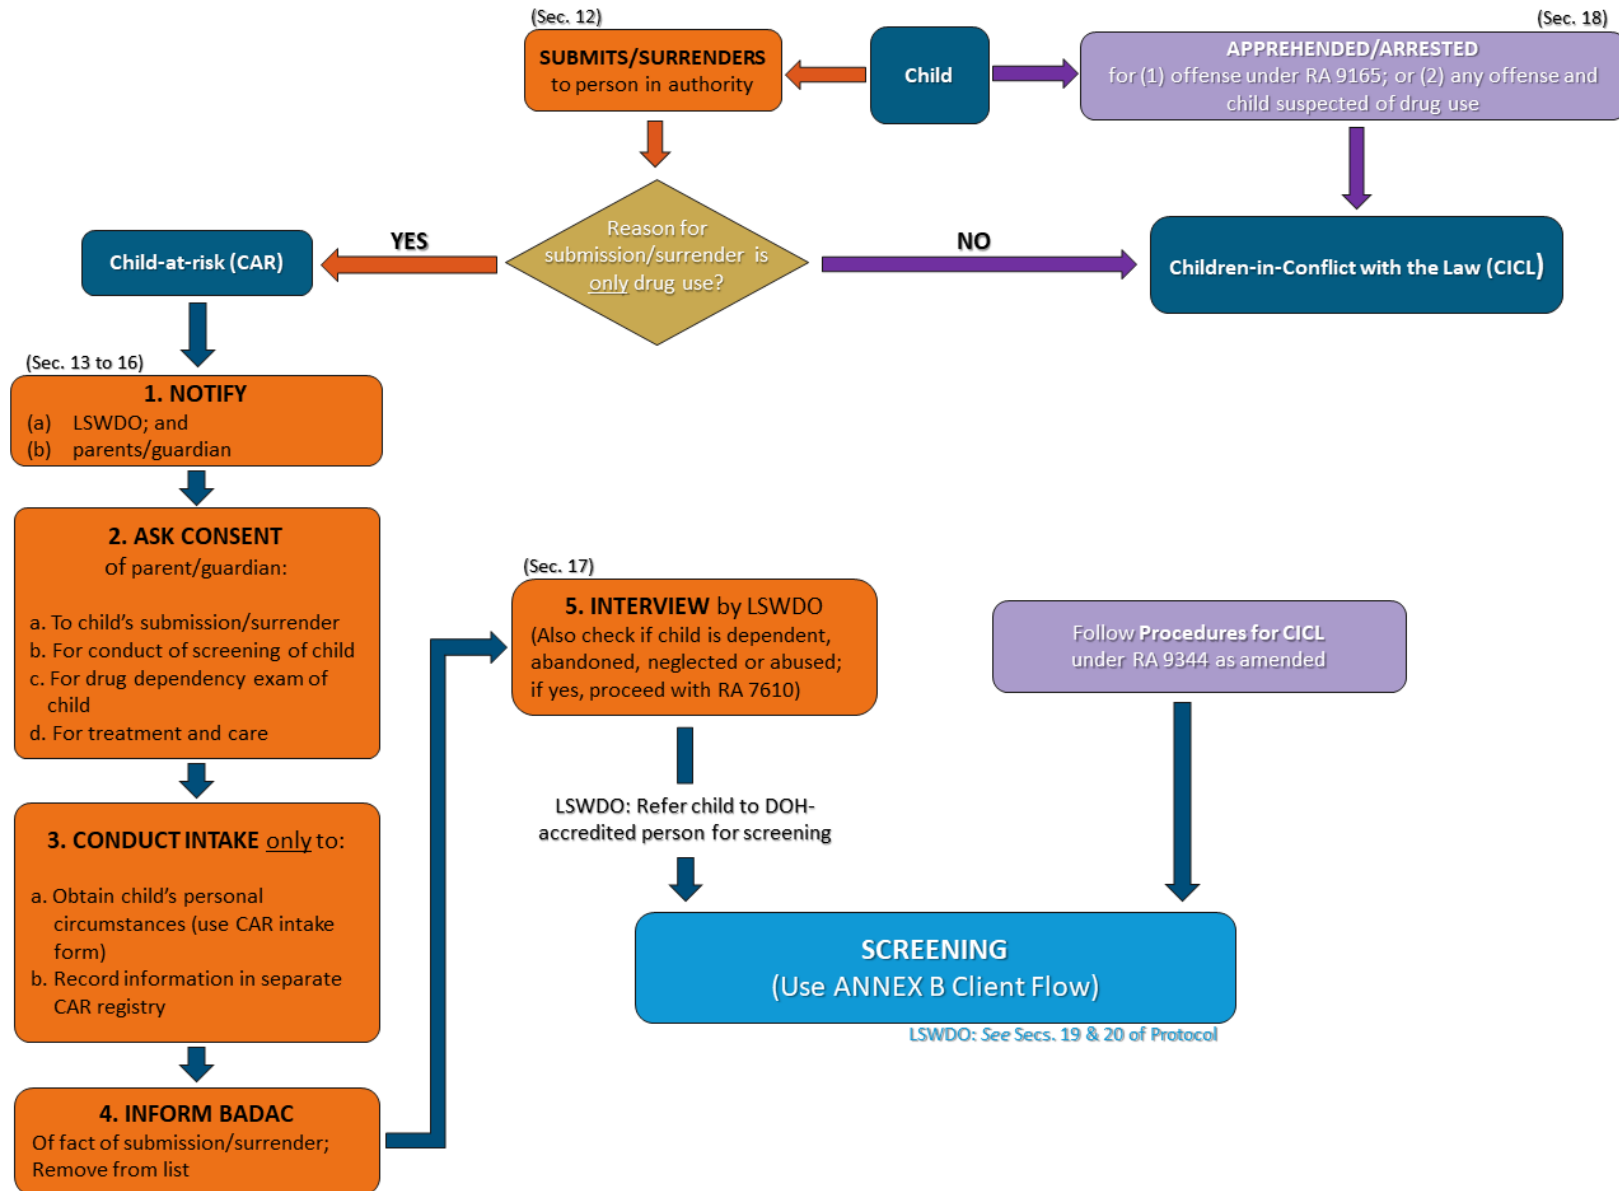 (Sec. 12)
SUBMITS/SURRENDERS
to person in authority
Child
(Sec. 18)
APPREHENDED/ARRESTED
for (1) offense under RA 9165; or (2) any offense and
child suspected of drug use
Reason for
submission/surrender is
only drug use?
YES
NO
Child-at-risk (CAR)
Children-in-Conflict with the Law (CICL)
(Sec. 13 to 16)
1. NOTIFY
(a) LSWDO; and
(b) parents/guardian
2. ASK CONSENT
of parent/guardian:
a. To child’s submission/surrender
b. For conduct of screening of child
c. For drug dependency exam of
child
d. For treatment and care
3. CONDUCT INTAKE only to:
a. Obtain child’s personal
circumstances (use CAR intake
form)
b. Record information in separate
CAR registry
4. INFORM BADAC
Of fact of submission/surrender;
Remove from list
(Sec. 17)
5. INTERVIEW by LSWDO
(Also check if child is dependent,
abandoned, neglected or abused;
if yes, proceed with RA 7610)
LSWDO: Refer child to DOH-
accredited person for screening
Follow Procedures for CICL
under RA 9344 as amended
SCREENING
(Use ANNEX B Client Flow)
LSWDO: See Secs. 19 & 20 of Protocol